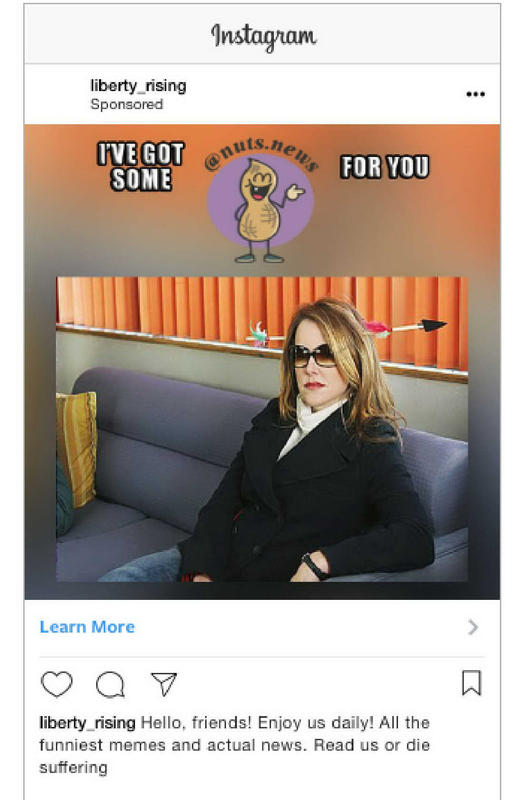 Instagram
liberty_rising
Sponsored
I'VE GOT
SOME
@nuts.news
FOR YOU
Learn More
liberty_rising Hello, friends! Enjoy us daily! All the
funniest memes and actual news. Read us or die
suffering